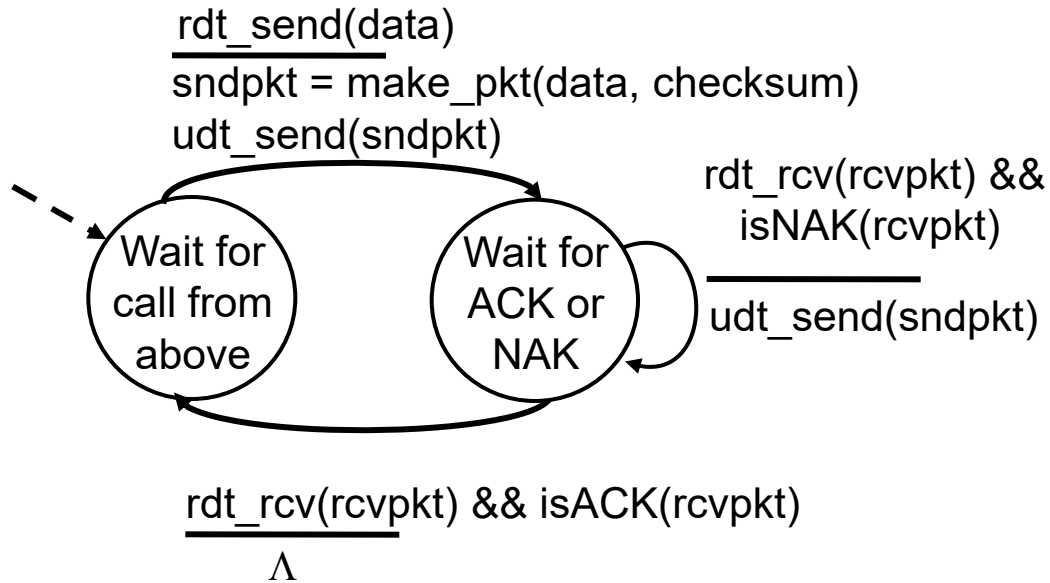 rdt_send(data)
sndpkt = make_pkt(data, checksum)
udt_send(sndpkt)
rdt_rcv(rcvpkt) &&
isNAK(rcvpkt)
udt_send(sndpkt)
Wait for
call from
above
Wait for
ACK or
NAK
rdt_rcv(rcvpkt) && isACK(rcvpkt)
Λ